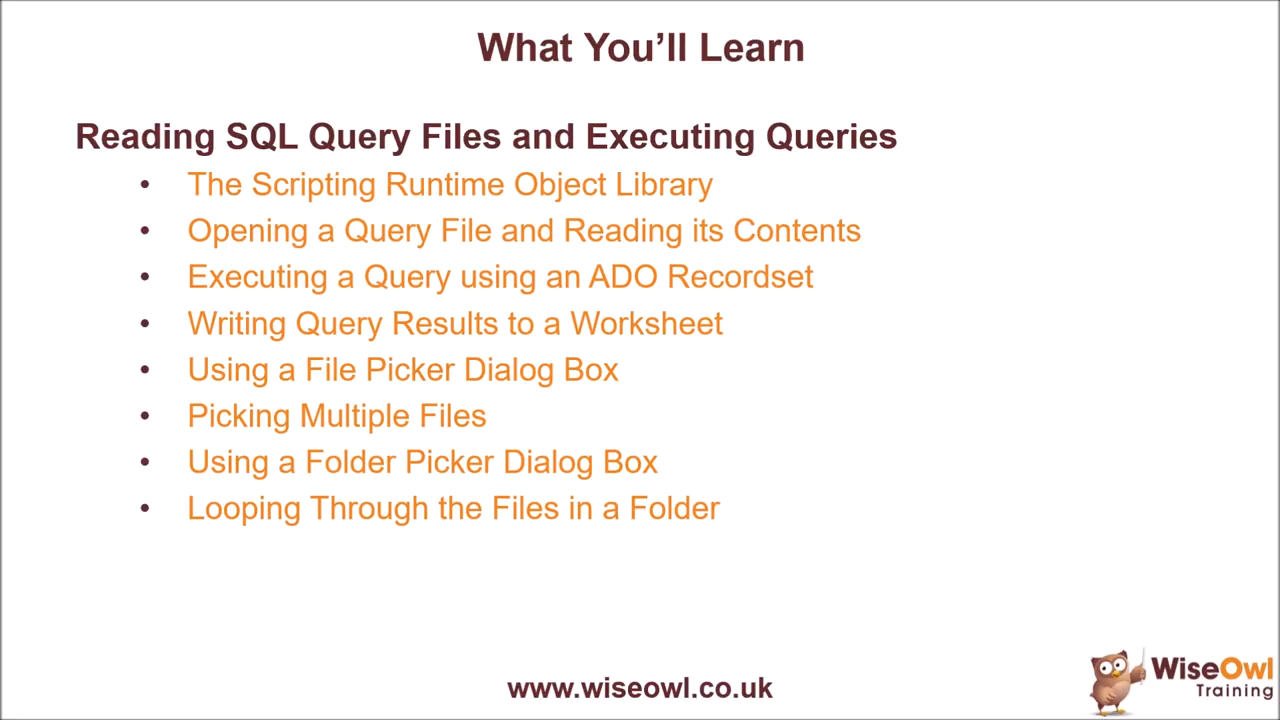 What You'll Learn
Reading SQL Query Files and Executing Queries
• The Scripting Runtime Object Library
• Opening a Query File and Reading its Contents
• Executing a Query using an ADO Recordset
• Writing Query Results to a Worksheet
• Using a File Picker Dialog Box
• Picking Multiple Files
• Using a Folder Picker Dialog Box
• Looping Through the Files in a Folder
www.wiseowl.co.uk
WiseOwl
Training